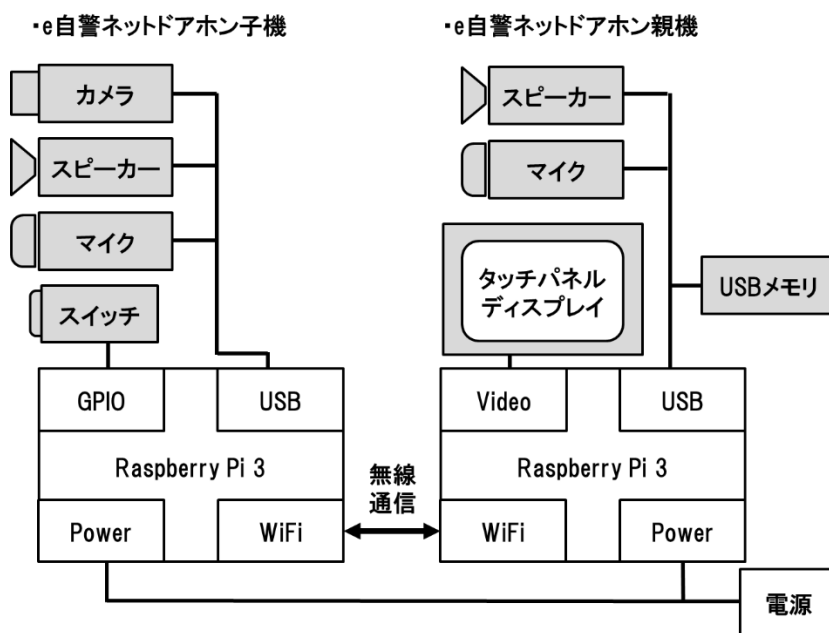 ・e自警ネットドアホン子機
カメラ
スピーカー
マイク
スイッチ
GPIO
USB
Raspberry Pi 3
Power
WiFi
無線
通信
・e自警ネットドアホン親機
スピーカー
マイク
タッチパネル
ディスプレイ
USBメモリ
Video
USB
Raspberry Pi 3
WiFi
Power
電源